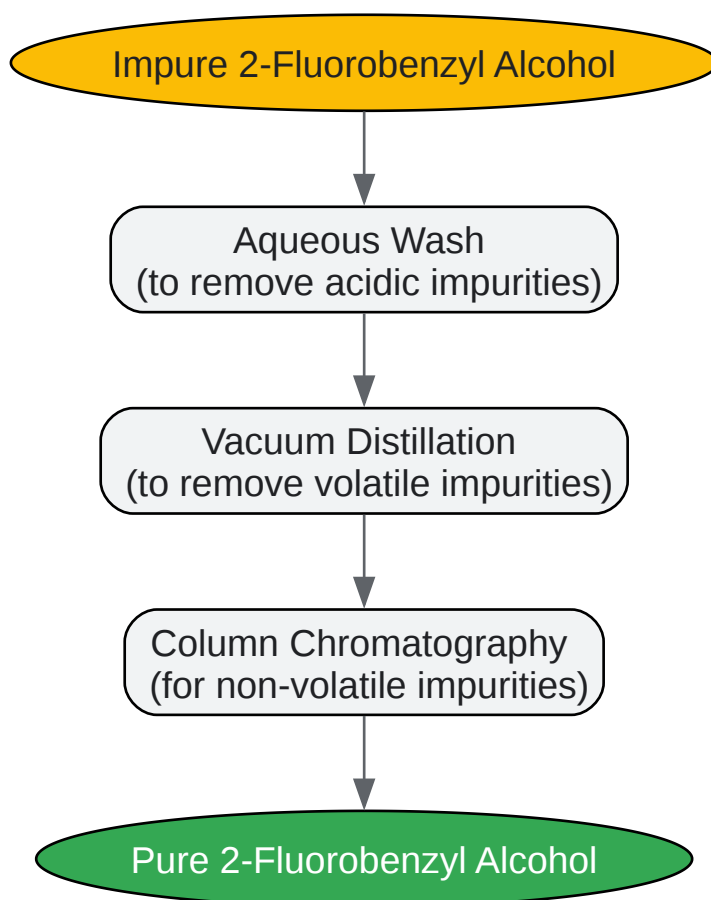 Impure 2-Fluorobenzyl Alcohol
Aqueous Wash
(to remove acidic impurities)
Vacuum Distillation
(to remove volatile impurities)
Column Chromatography
(for non-volatile impurities)
Pure 2-Fluorobenzyl Alcohol